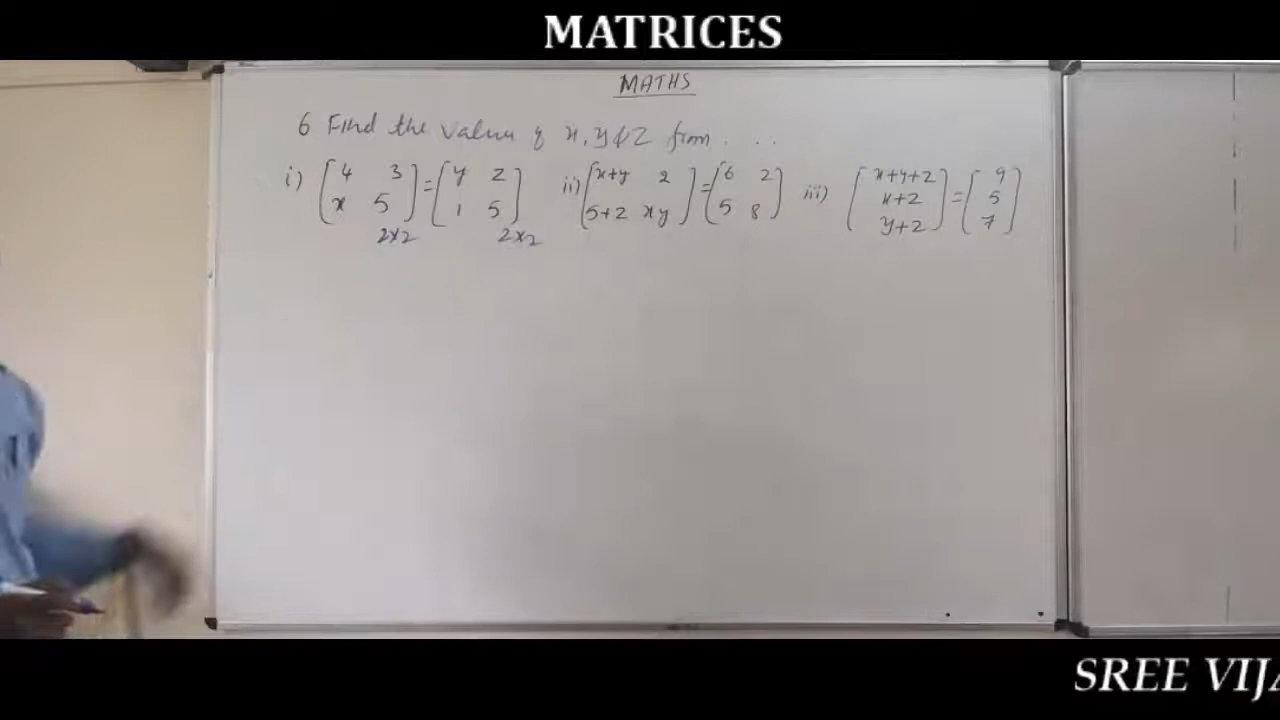 MATRICES
MATHS
6 Find the value of x, y & z from . . .
i) [4 3 = [y z ii) [x+y 2 = [6 2 iii) [x+y+z = [9
x 5] 1 5] 5+z xy] 5 8] x+z 5
2x2 2x2 y+z] 7]
SREE VIJA